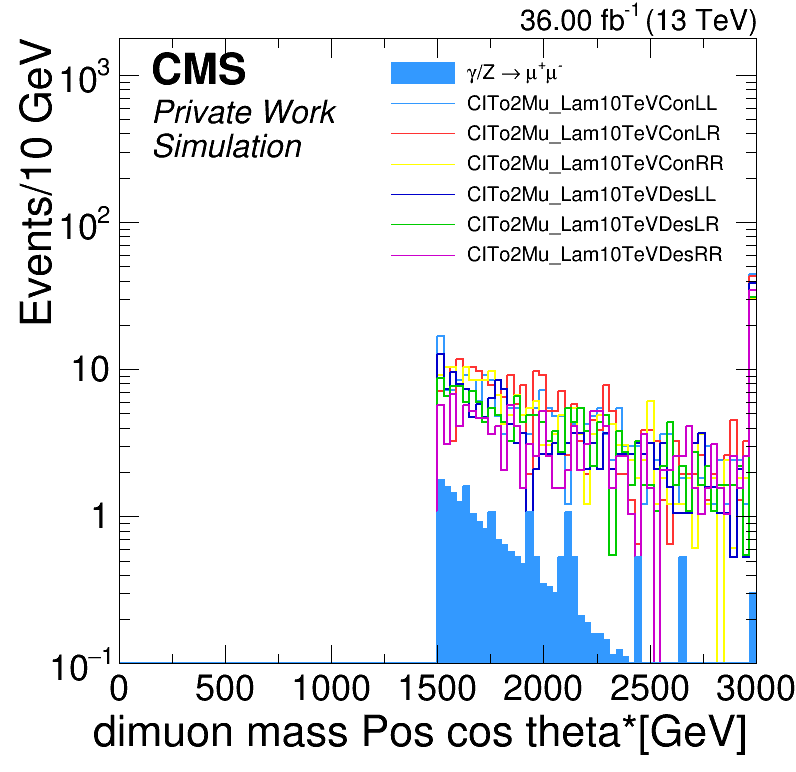 36.00 fb⁻¹ (13 TeV)
CMS
Private Work
Simulation
γ/Z → μ⁺μ⁻
CITo2Mu_Lam10TeVConLL
CITo2Mu_Lam10TeVConLR
CITo2Mu_Lam10TeVConRR
CITo2Mu_Lam10TeVDesLL
CITo2Mu_Lam10TeVDesLR
CITo2Mu_Lam10TeVDesRR
Events/10 GeV
10³
10²
10
1
10⁻¹
0 500 1000 1500 2000 2500 3000
dimuon mass Pos cos theta*[GeV]